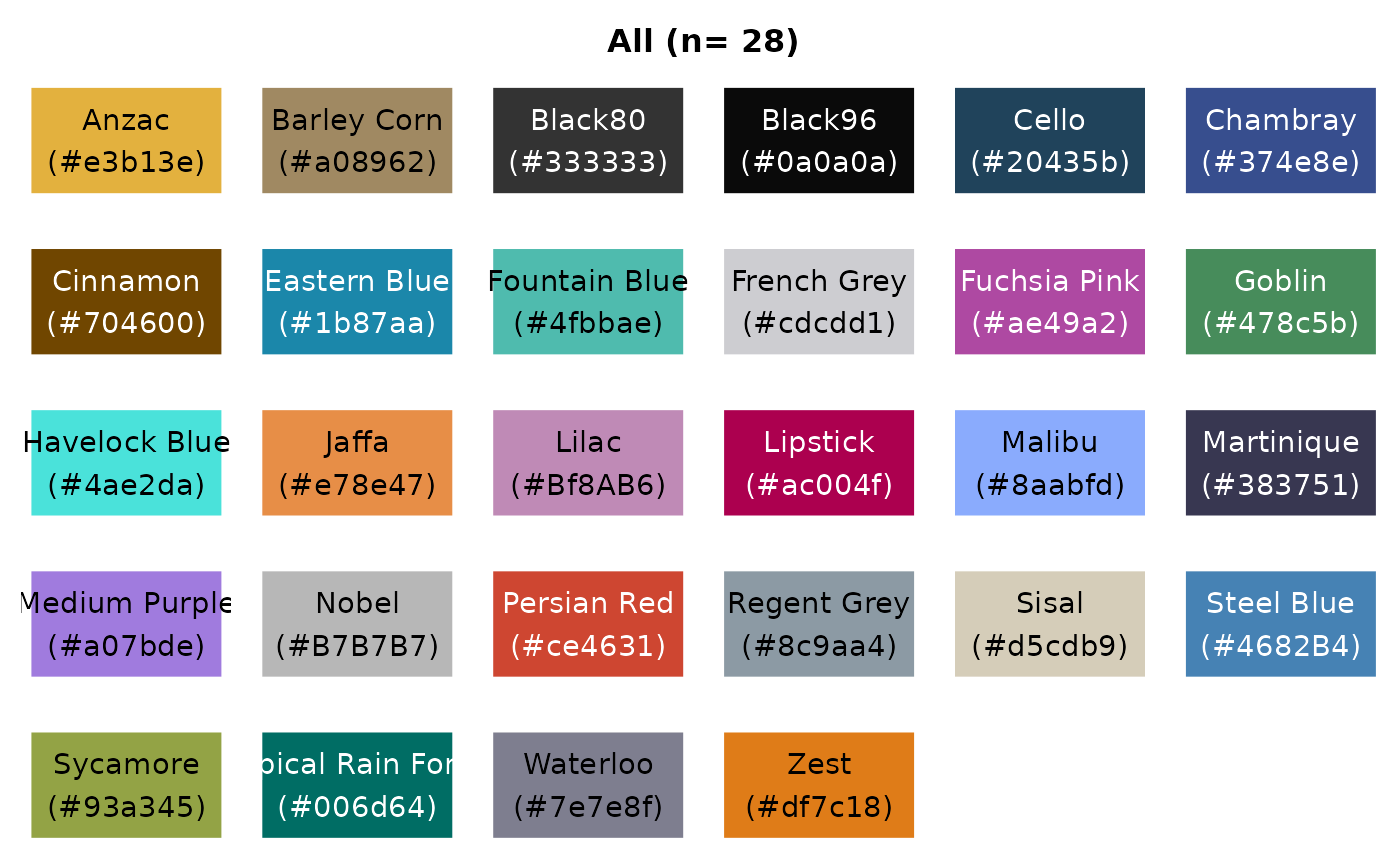 All (n= 28)
Anzac
(#e3b13e)
Barley Corn
(#a08962)
Black80
(#333333)
Black96
(#0a0a0a)
Cello
(#20435b)
Chambray
(#374e8e)
Cinnamon
(#704600)
Eastern Blue
(#1b87aa)
Fountain Blue
(#4fbbae)
French Grey
(#cdcdd1)
Fuchsia Pink
(#ae49a2)
Goblin
(#478c5b)
Havelock Blue
(#4ae2da)
Jaffa
(#e78e47)
Lilac
(#Bf8AB6)
Lipstick
(#ac004f)
Malibu
(#8aabfd)
Martinique
(#383751)
Medium Purple
(#a07bde)
Nobel
(#B7B7B7)
Persian Red
(#ce4631)
Regent Grey
(#8c9aa4)
Sisal
(#d5cdb9)
Steel Blue
(#4682B4)
Sycamore
(#93a345)
pical Rain For
(#006d64)
Waterloo
(#7e7e8f)
Zest
(#df7c18)